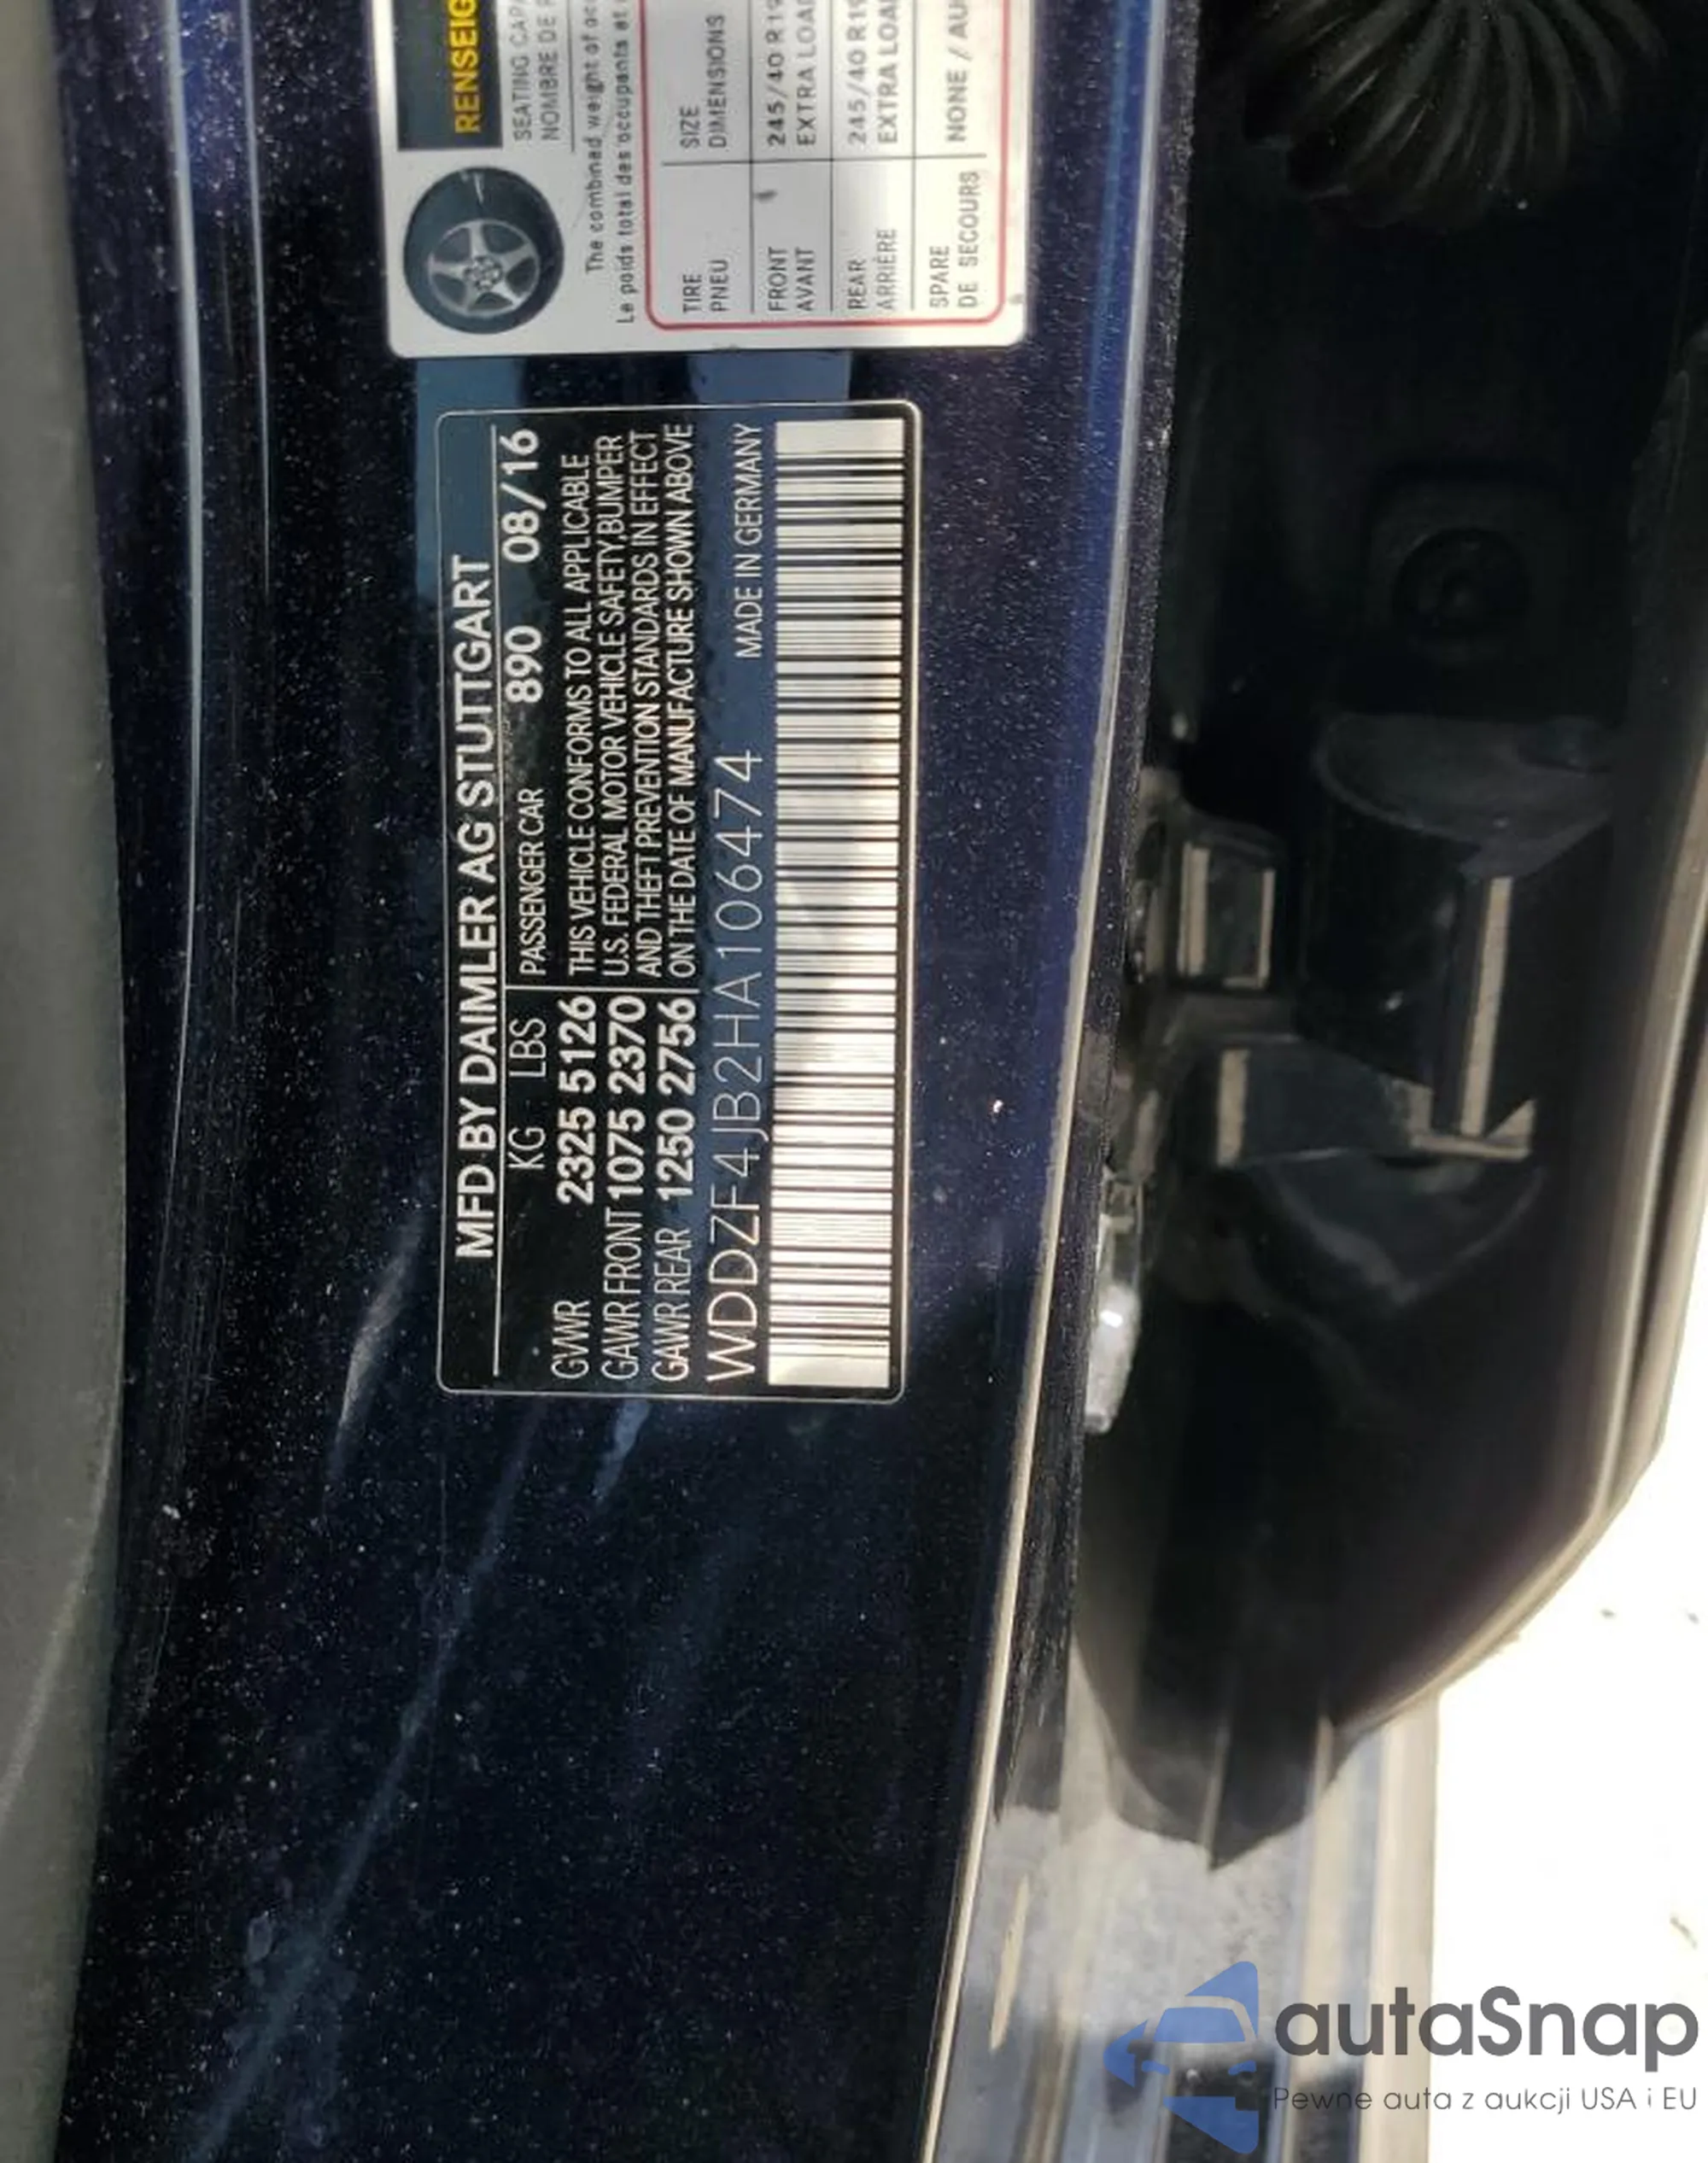 RENSEIG
SEATING CAPA
NOMBRE DE P
The combined weight of oc
Le poids total des occupants et
TIRE SIZE
PNEU DIMENSIONS
FRONT 245/40 R19
AVANT EXTRA LOAD
REAR 245/40 R19
ARRIÈRE EXTRA LOAD
SPARE NONE / AU
DE SECOURS
MFD BY DAIMLER AG STUTTGART
KG LBS PASSENGER CAR 890 08/16
GVWR 2325 5126 THIS VEHICLE CONFORMS TO ALL APPLICABLE
GAWR FRONT 1075 2370 U.S. FEDERAL MOTOR VEHICLE SAFETY,BUMPER
AND THEFT PREVENTION STANDARDS IN EFFECT
GAWR REAR 1250 2756 ON THE DATE OF MANUFACTURE SHOWN ABOVE
WDDZF4JB2HA106474 MADE IN GERMANY
autaSnap
Pewne auta z aukcji USA i EU